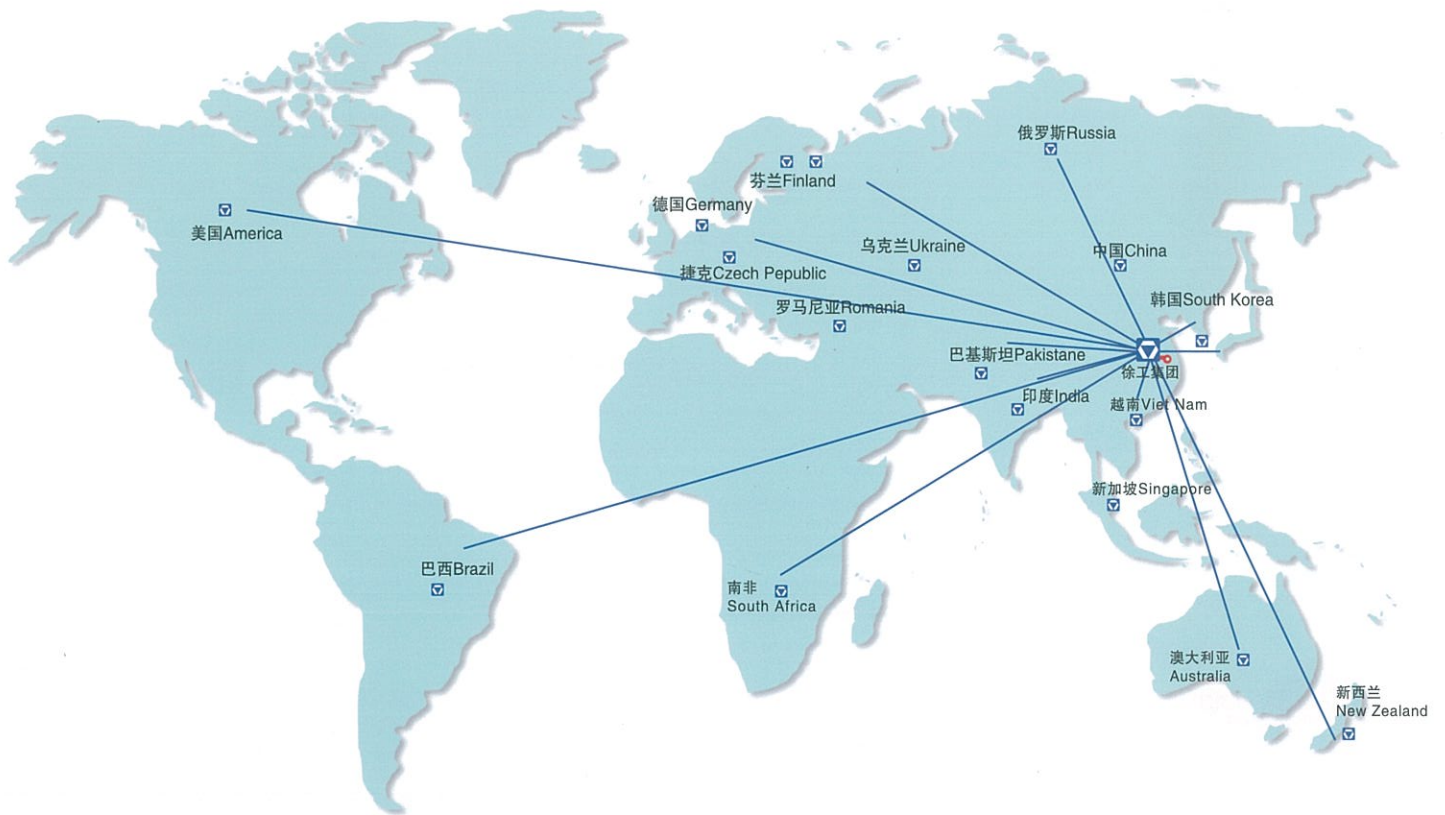 俄罗斯Russia
芬兰Finland
德国Germany
美国America
乌克兰Ukraine
中国China
捷克Czech Pepublic
韩国South Korea
罗马尼亚Romania
巴基斯坦Pakistane
徐工集团
印度India
越南Viet Nam
新加坡Singapore
巴西Brazil
南非
South Africa
澳大利亚
Australia
新西兰
New Zealand